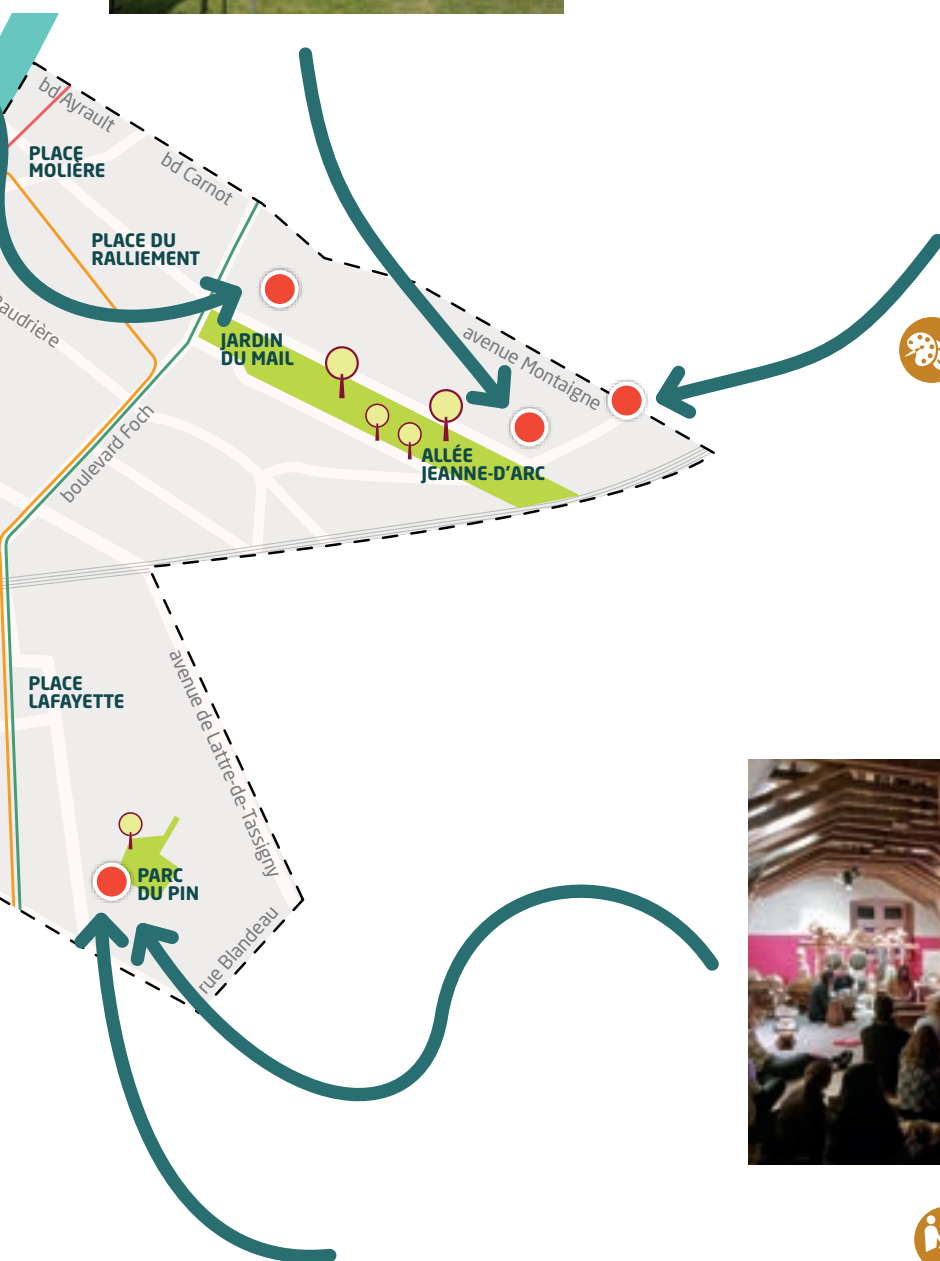 bd Ayrault
PLACE
MOLIÈRE
bd Carnot
PLACE DU
RALLIEMENT
JARDIN
DU MAIL
avenue Montaigne
ALLÉE
JEANNE-D’ARC
boulevard Foch
PLACE
LAFAYETTE
avenue de Lattre-de-Tassigny
PARC
DU PIN
rue Blandeau